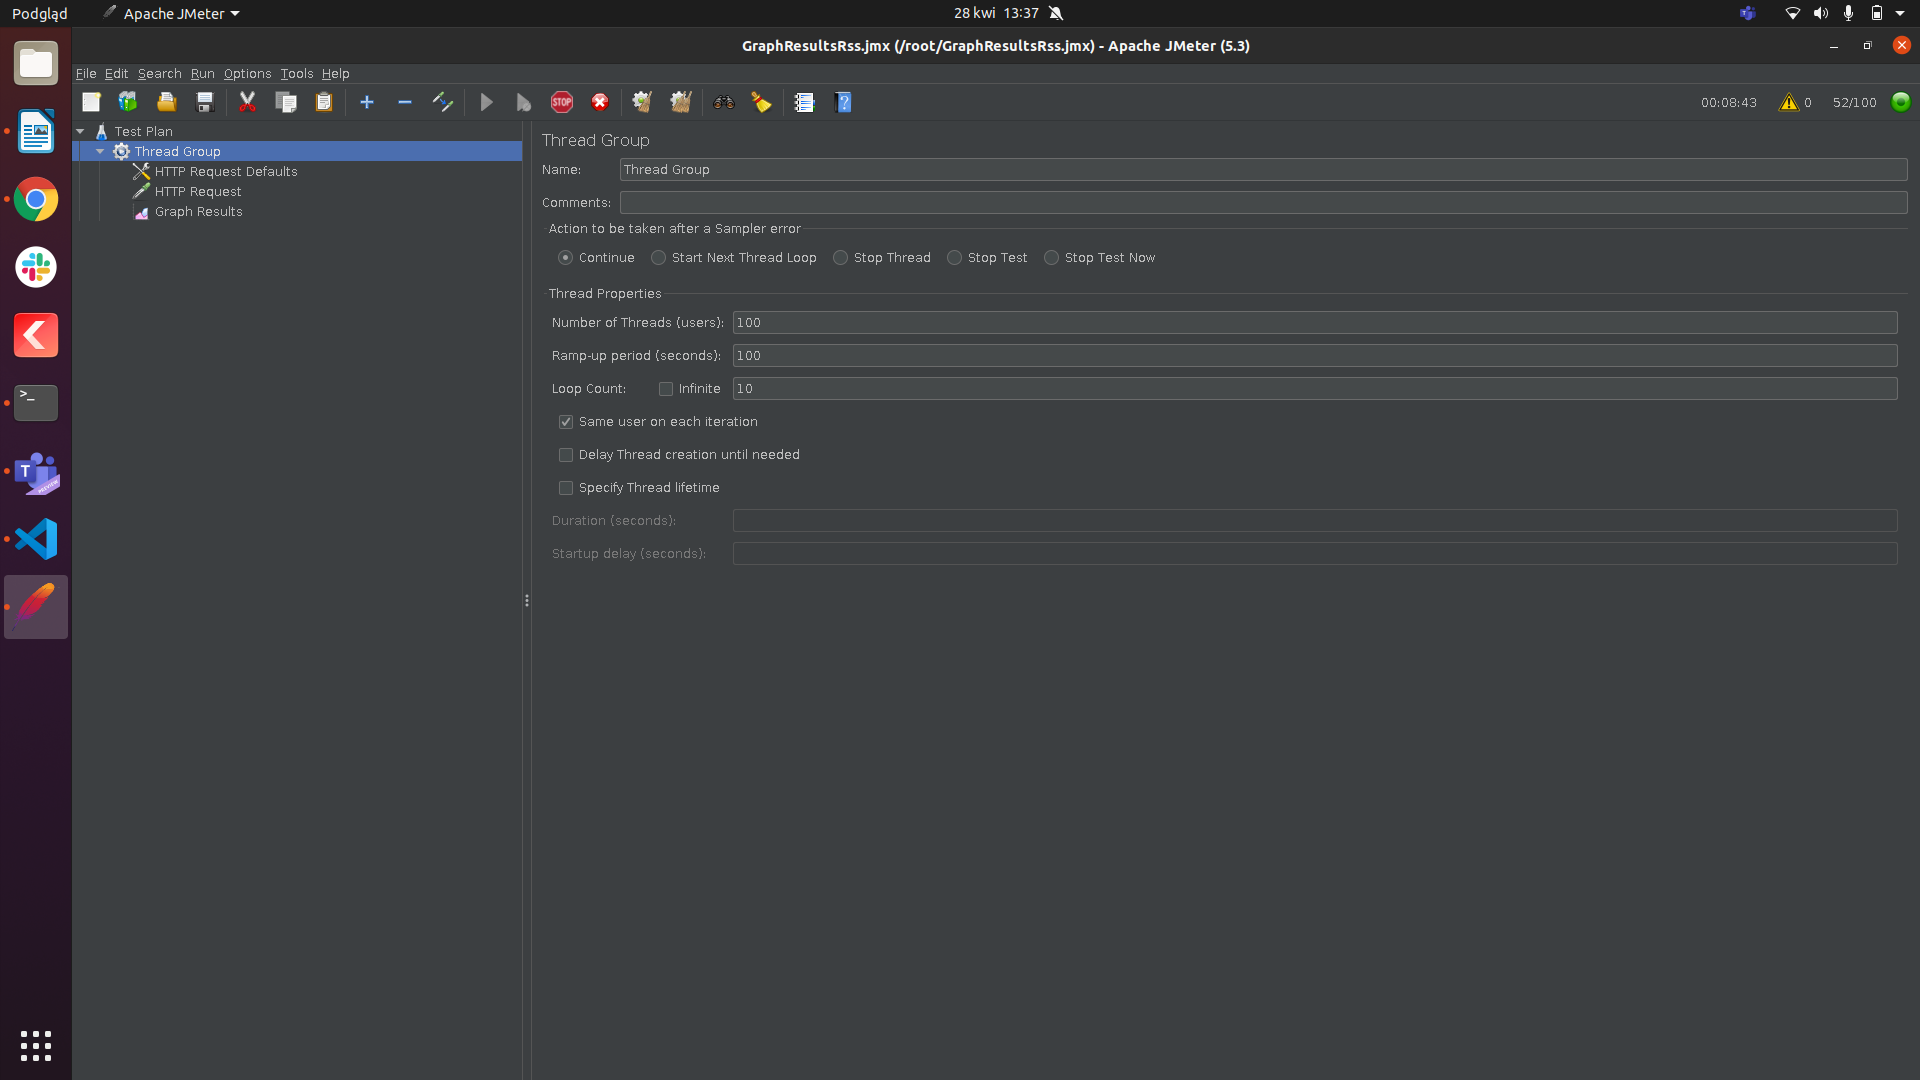 Podgląd Apache JMeter 28 kwi 13:37
GraphResultsRss.jmx (/root/GraphResultsRss.jmx) - Apache JMeter (5.3)
File Edit Search Run Options Tools Help
STOP ? 00:08:43 0 52/100
Test Plan
Thread Group
HTTP Request Defaults
HTTP Request
Graph Results
Thread Group
Name: Thread Group
Comments:
Action to be taken after a Sampler error
Continue Start Next Thread Loop Stop Thread Stop Test Stop Test Now
Thread Properties
Number of Threads (users): 100
Ramp-up period (seconds): 100
Loop Count: Infinite 10
Same user on each iteration
Delay Thread creation until needed
Specify Thread lifetime
Duration (seconds):
Startup delay (seconds):
>_
T
PREVIEW